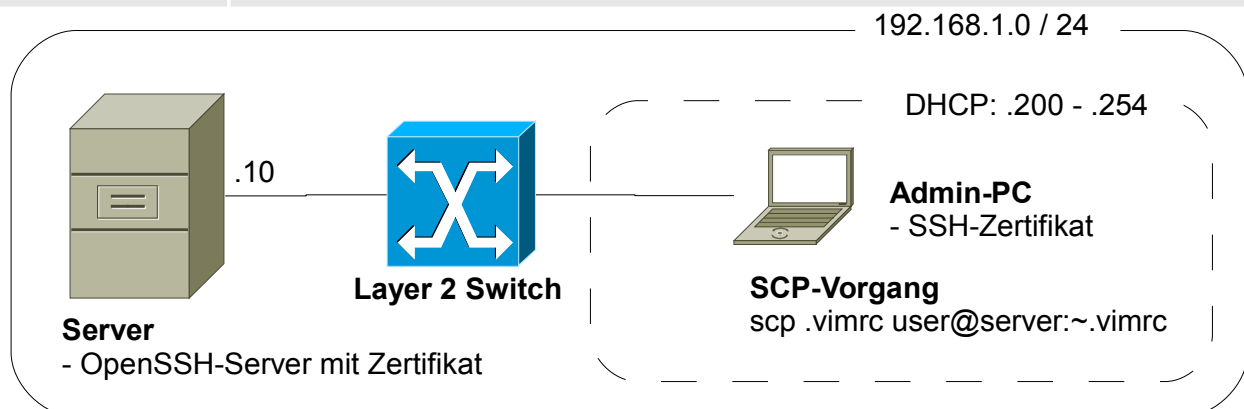 192.168.1.0 / 24
DHCP: .200 - .254
.10
Admin-PC
- SSH-Zertifikat
Layer 2 Switch
SCP-Vorgang
scp .vimrc user@server:~.vimrc
Server
- OpenSSH-Server mit Zertifikat